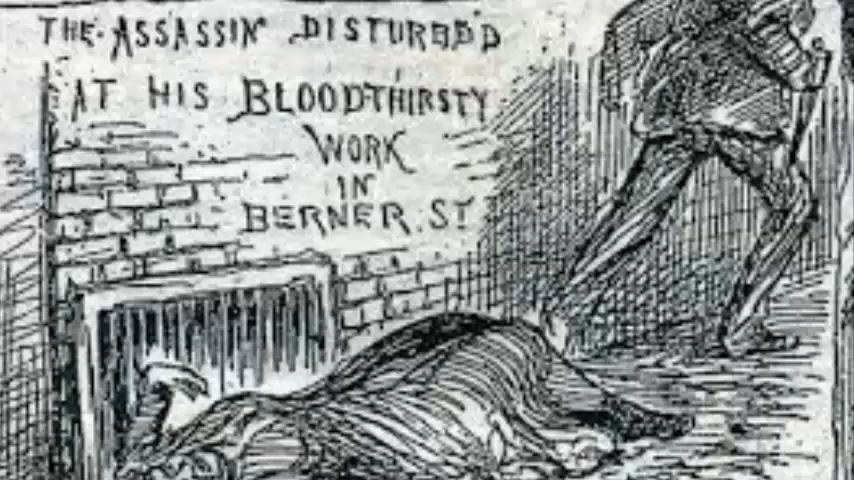 THE ASSASSIN DISTURBED
AT HIS BLOODTHIRSTY
WORK
IN
BERNER. ST